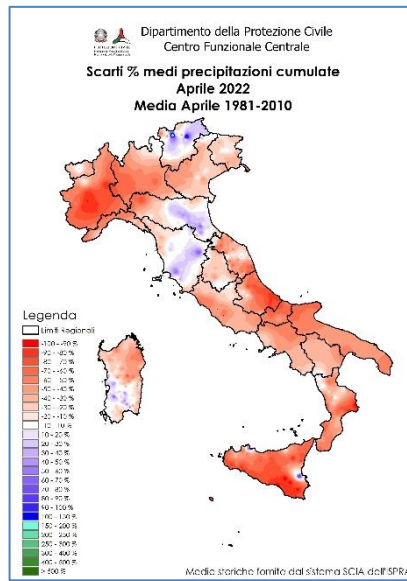 Dipartimento della Protezione Civile
Centro Funzionale Centrale
Scarti % medi precipitazioni cumulate
Aprile 2022
Media Aprile 1981-2010
Legenda
Limiti Regionali
-100 - -90 %
-90 - -80 %
-80 - -70 %
-70 - -60 %
-60 - -50 %
-50 - -40 %
-40 - -30 %
-30 - -20 %
-20 - -10 %
-10 - 10 %
10 - 20 %
20 - 30 %
30 - 40 %
40 - 50 %
50 - 60 %
60 - 70 %
70 - 80 %
80 - 90 %
90 - 100 %
100 - 150 %
150 - 200 %
200 - 250 %
250 - 300 %
300 - 400 %
400 - 500 %
> 500 %
Medie storiche fornite dal sistema SCIA dell'ISPRA